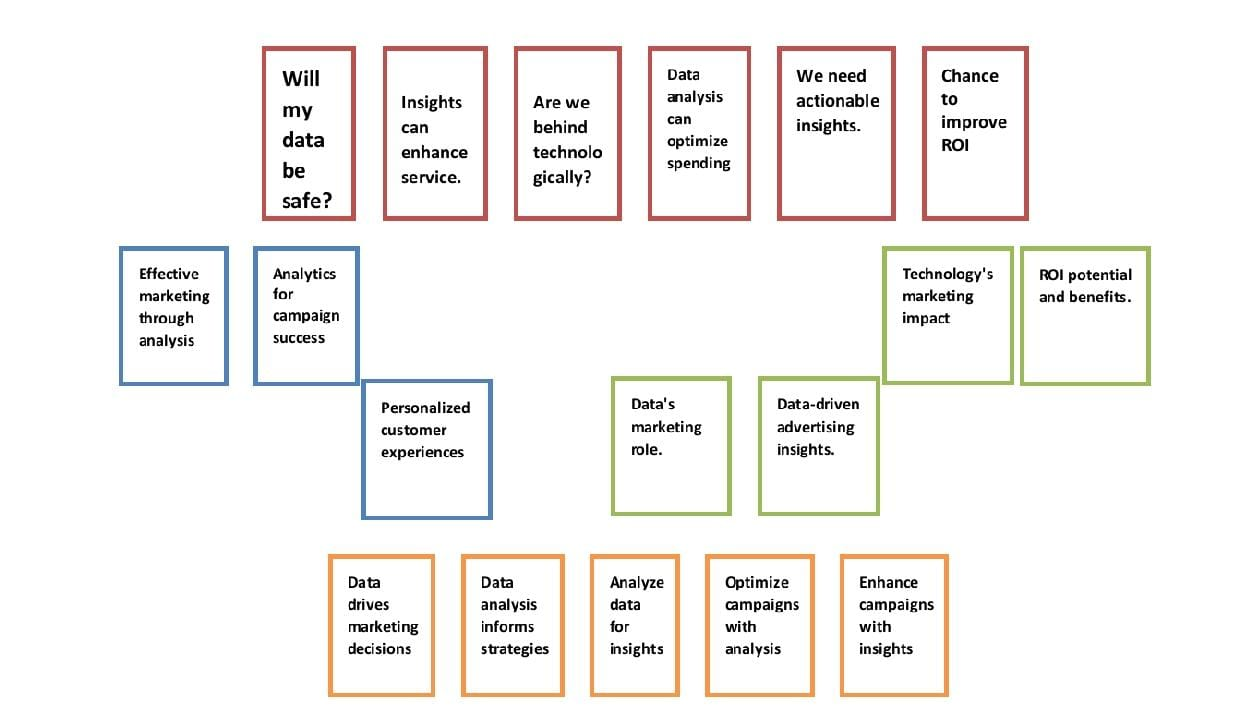 Will
my
data
be
safe?
Insights
can
enhance
service.
Are we
behind
technolo
gically?
Data
analysis
can
optimize
spending
We need
actionable
insights.
Chance
to
improve
ROI
Effective
marketing
through
analysis
Analytics
for
campaign
success
Technology's
marketing
impact
ROI potential
and benefits.
Personalized
customer
experiences
Data's
marketing
role.
Data-driven
advertising
insights.
Data
drives
marketing
decisions
Data
analysis
informs
strategies
Analyze
data
for
insights
Optimize
campaigns
with
analysis
Enhance
campaigns
with
insights